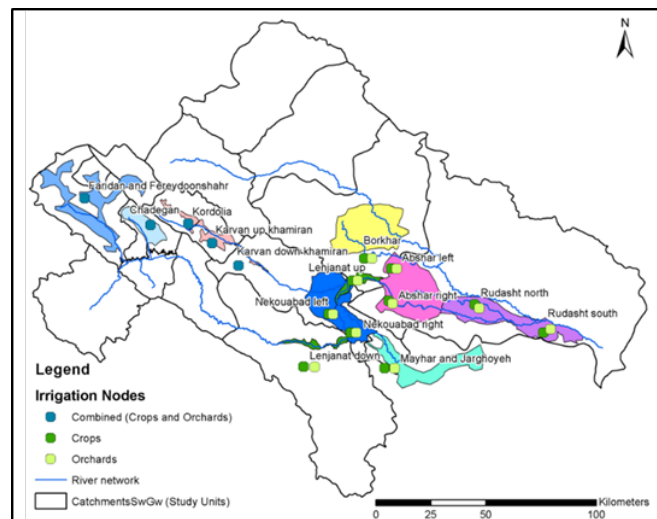 N
Faridan and Fereydoonshahr
Chadegan
Kordolia
Karvan up khamiran
Karvan down khamiran
Borkhar
Lenjanat up
Abshar left
Nekouabad left
Abshar right
Rudasht north
Rudasht south
Nekouabad right
Lenjanat down
Mayhar and Jarghoyeh
Legend
Irrigation Nodes
Combined (Crops and Orchards)
Crops
Orchards
River network
CatchmentsSwGw (Study Units)
Kilometers
0 25 50 100